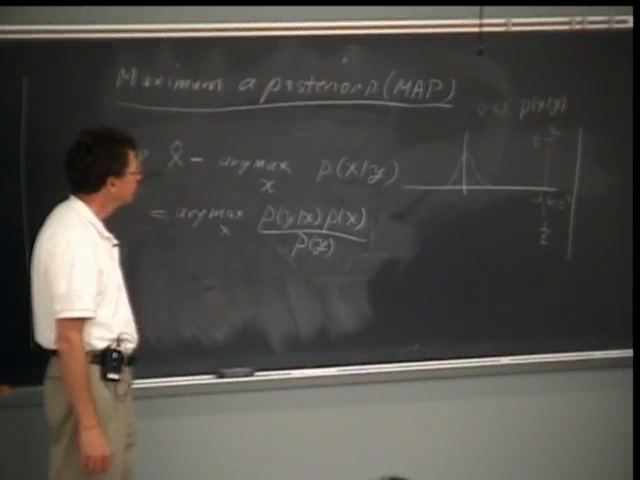 Maximum a posteriori (MAP)
p(x|y)
x̂ = argmax p(x|y)
x
= argmax p(y|x) p(x)
x p(y)